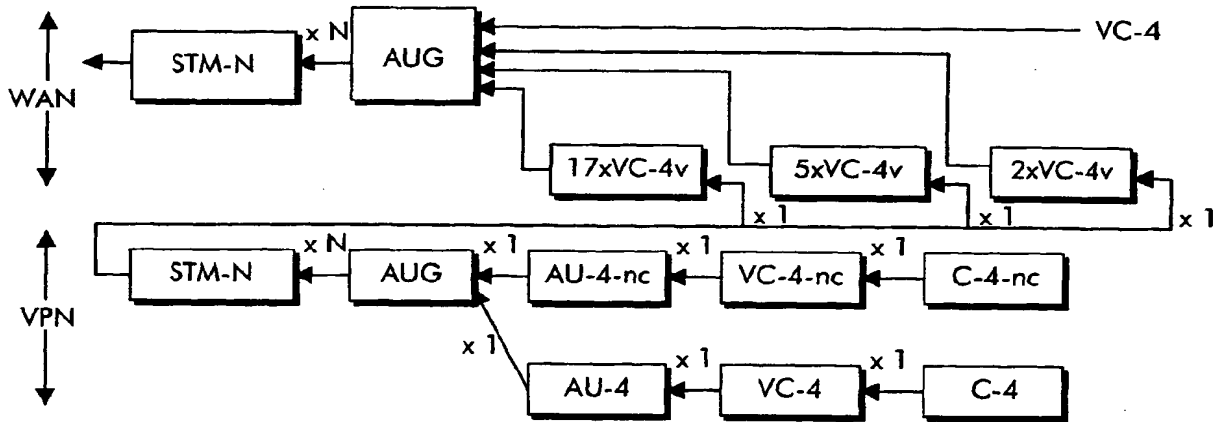 VC-4
x N
STM-N
AUG
WAN
17xVC-4v
5xVC-4v
2xVC-4v
x 1
x 1
x 1
x N
x 1
x 1
x 1
STM-N
AUG
AU-4-nc
VC-4-nc
C-4-nc
VPN
x 1
x 1
x 1
AU-4
VC-4
C-4